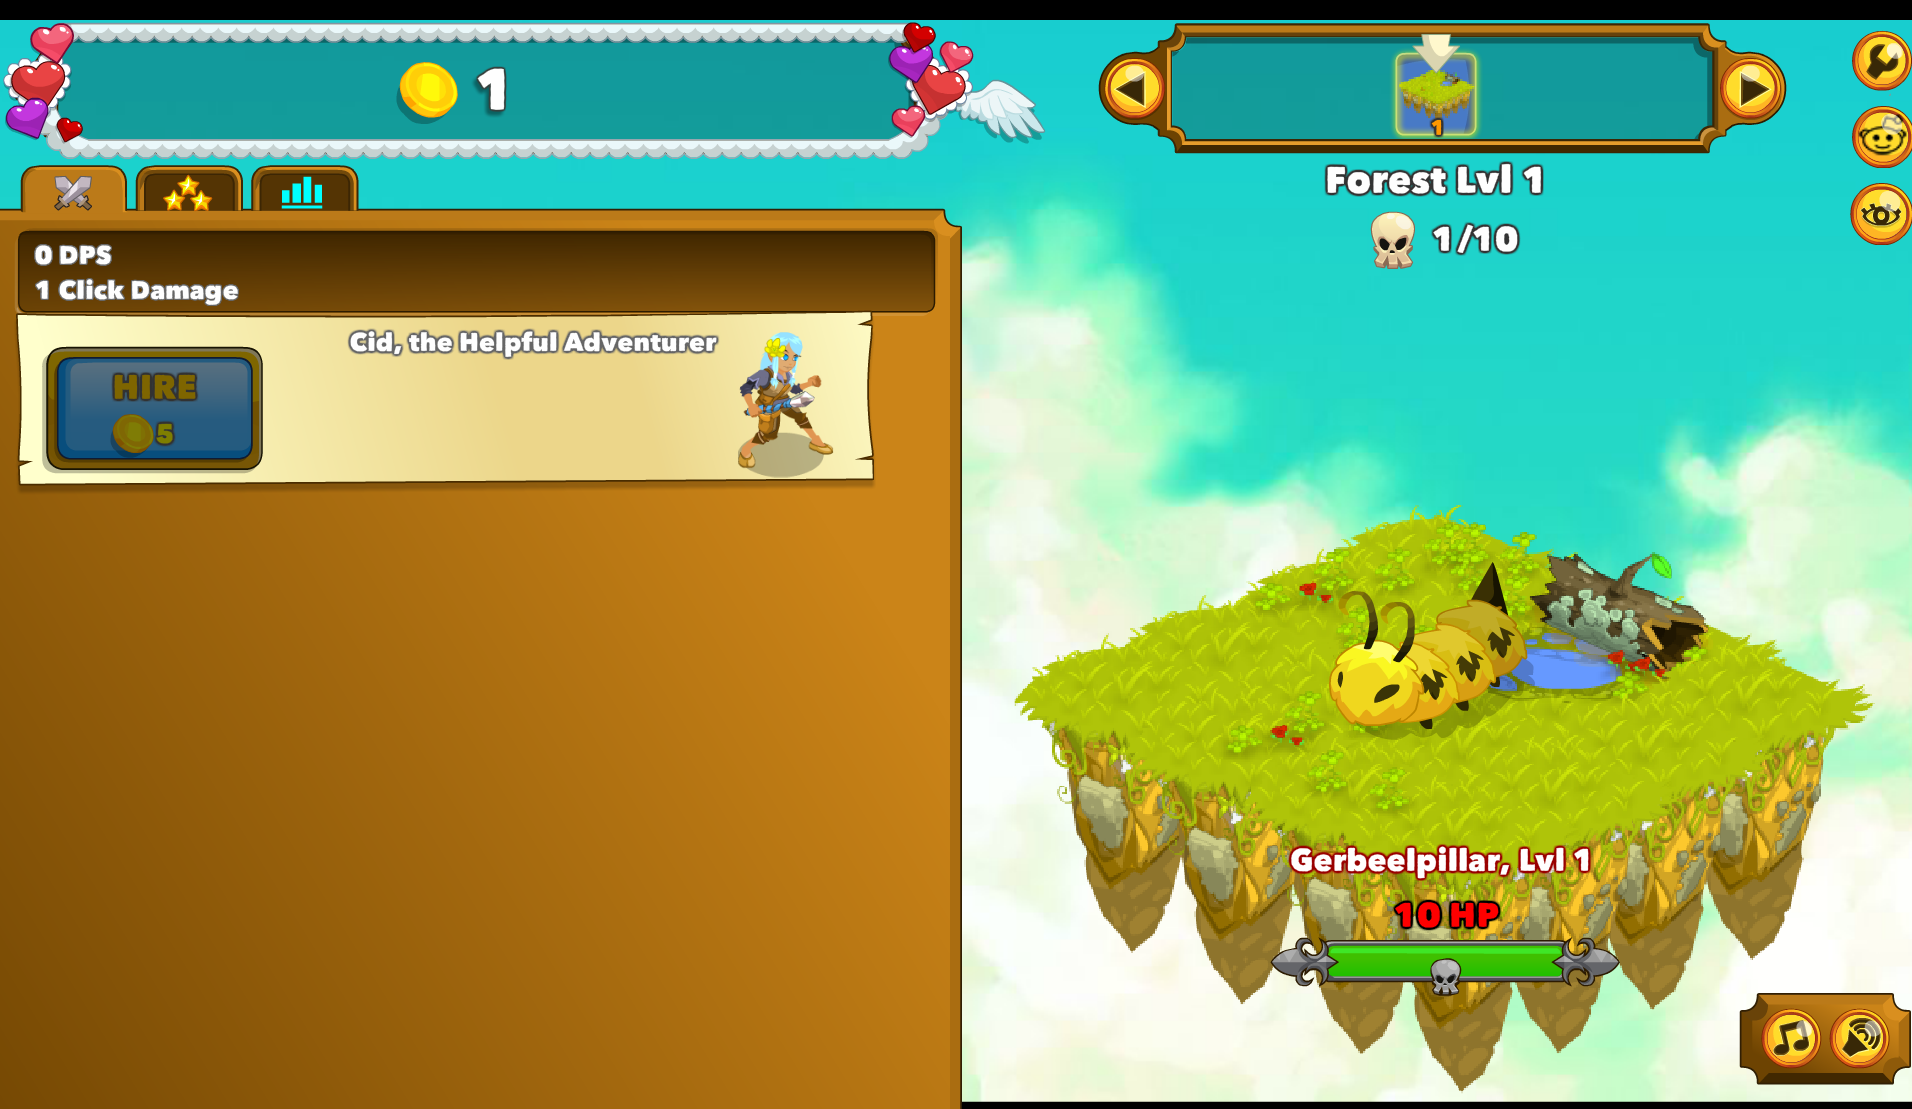 1
1
Forest Lvl 1
1/10
0 DPS
1 Click Damage
Cid, the Helpful Adventurer
HIRE
5
Gerbeelpillar, Lvl 1
10 HP